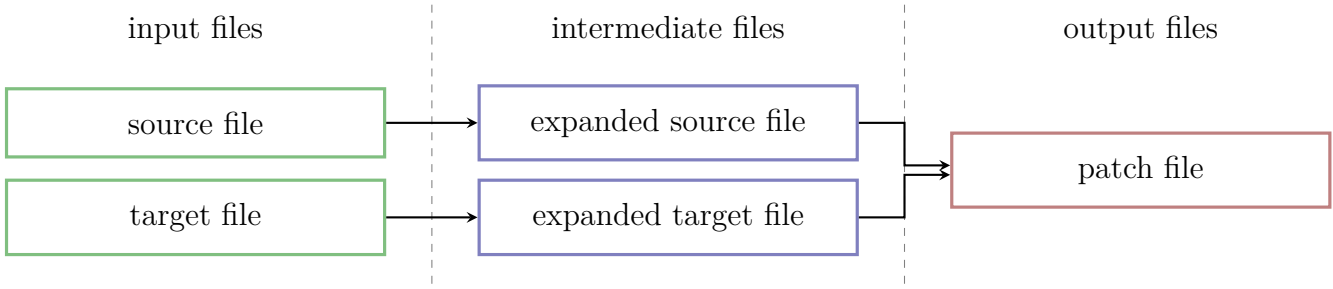 input files
intermediate files
output files
source file
expanded source file
patch file
target file
expanded target file